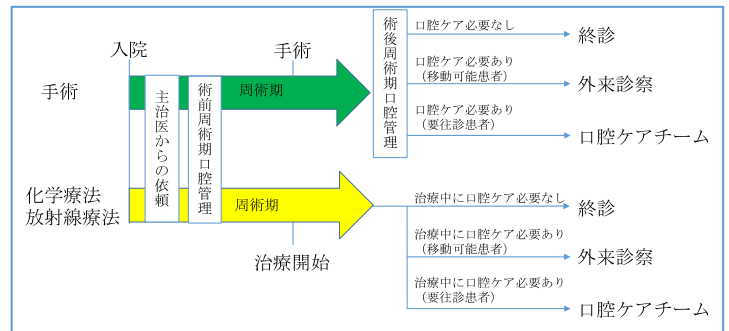 入院
手術
手術
周術期
主治医からの依頼
術前周術期口腔管理
術後周術期口腔管理
口腔ケア必要なし
終診
口腔ケア必要あり
（移動可能患者）
外来診察
口腔ケア必要あり
（要往診患者）
口腔ケアチーム
化学療法
放射線療法
周術期
治療開始
治療中に口腔ケア必要なし
終診
治療中に口腔ケア必要あり
（移動可能患者）
外来診察
治療中に口腔ケア必要あり
（要往診患者）
口腔ケアチーム